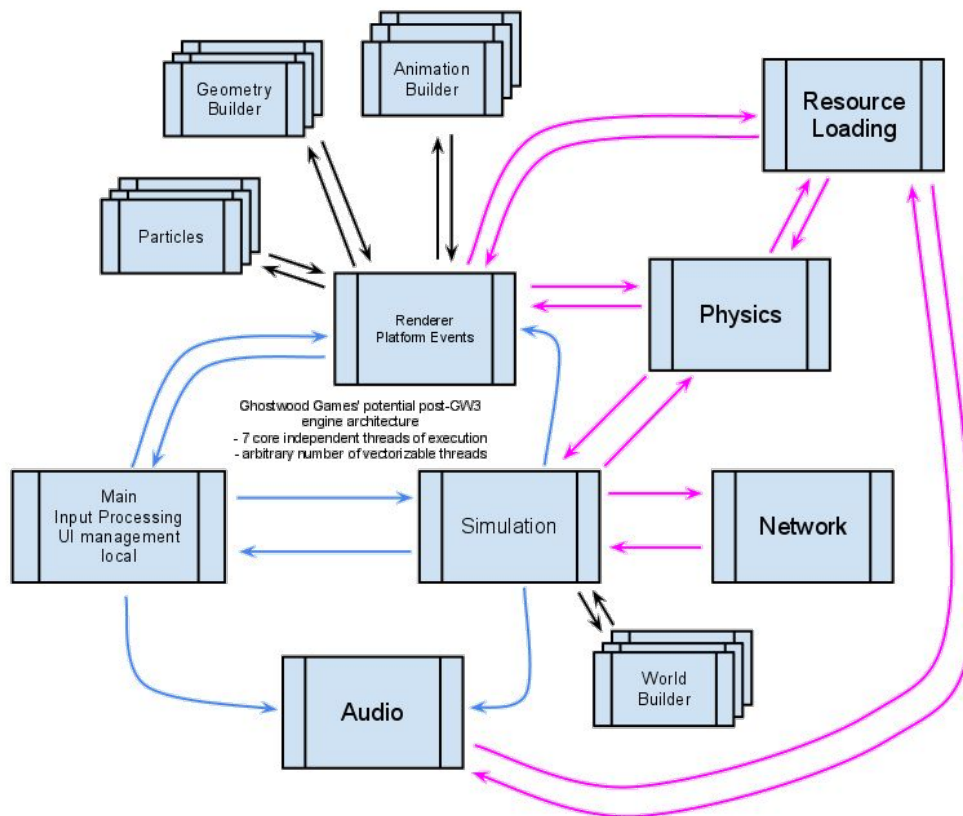 Geometry
Builder
Animation
Builder
Resource
Loading
Particles
Renderer
Platform Events
Physics
Ghostwood Games' potential post-GW3
engine architecture
- 7 core independent threads of execution
- arbitrary number of vectorizable threads
Main
Input Processing
UI management
local
Simulation
Network
Audio
World
Builder